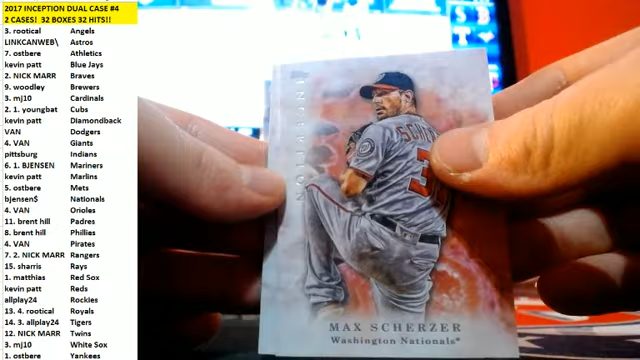 2017 INCEPTION DUAL CASE #4
2 CASES! 32 BOXES 32 HITS!!
3. rootical Angels
LINKCANWEB\ Astros
7. ostbere Athletics
kevin patt Blue Jays
2. NICK MARR Braves
9. woodley Brewers
3. mj10 Cardinals
2. 1. youngbat Cubs
kevin patt Diamondback
VAN Dodgers
4. VAN Giants
pittsburg Indians
6. 1. BJENSEN Mariners
kevin patt Marlins
5. ostbere Mets
bjensen$ Nationals
4. VAN Orioles
11. brent hill Padres
8. brent hill Phillies
4. VAN Pirates
7. 2. NICK MARR Rangers
15. sharris Rays
1. matthias Red Sox
kevin patt Reds
allplay24 Rockies
13. 4. rootical Royals
14. 3. allplay24 Tigers
12. NICK MARR Twins
3. mj10 White Sox
1. ostbere Yankees
INCEPTION
SCHER
3
MAX SCHERZER
Washington Nationals